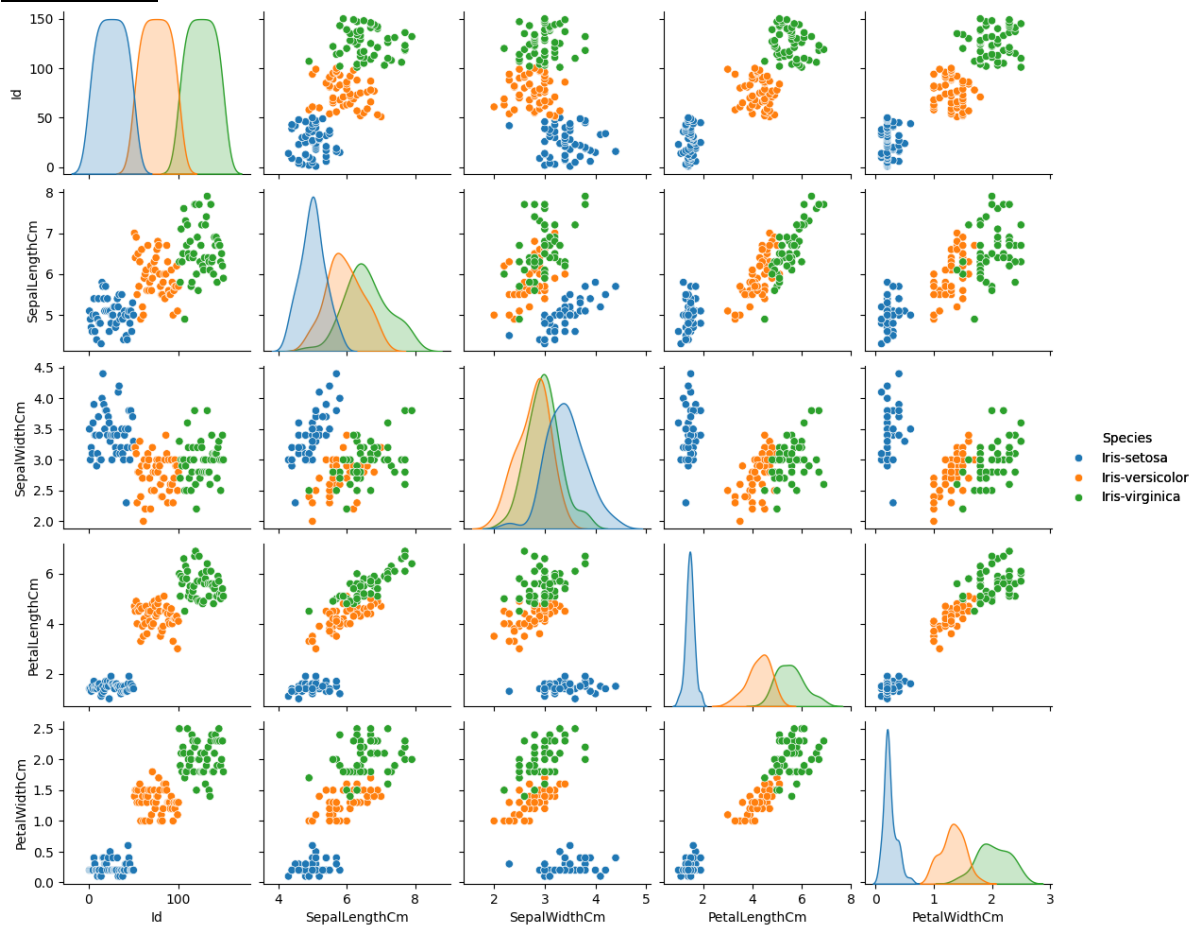 150
100
50
0
Id
8
7
6
5
SepalLengthCm
4.5
4.0
3.5
3.0
2.5
2.0
SepalWidthCm
6
4
2
PetalLengthCm
2.5
2.0
1.5
1.0
0.5
0.0
PetalWidthCm
0 100
Id
4 6 8
SepalLengthCm
2 3 4 5
SepalWidthCm
2 4 6 8
PetalLengthCm
0 1 2 3
PetalWidthCm
Species
Iris-setosa
Iris-versicolor
Iris-virginica